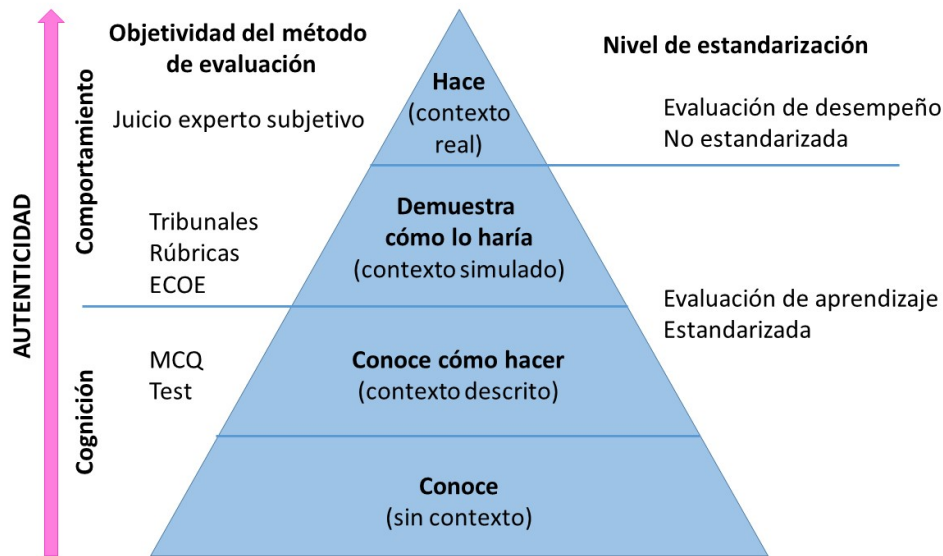 Objetividad del método
de evaluación
Nivel de estandarización
Hace
(contexto
real)
Juicio experto subjetivo
Evaluación de desempeño
No estandarizada
AUTENTICIDAD
Comportamiento
Demuestra
cómo lo haría
(contexto simulado)
Tribunales
Rúbricas
ECOE
Evaluación de aprendizaje
Estandarizada
Cognición
MCQ
Test
Conoce cómo hacer
(contexto descrito)
Conoce
(sin contexto)